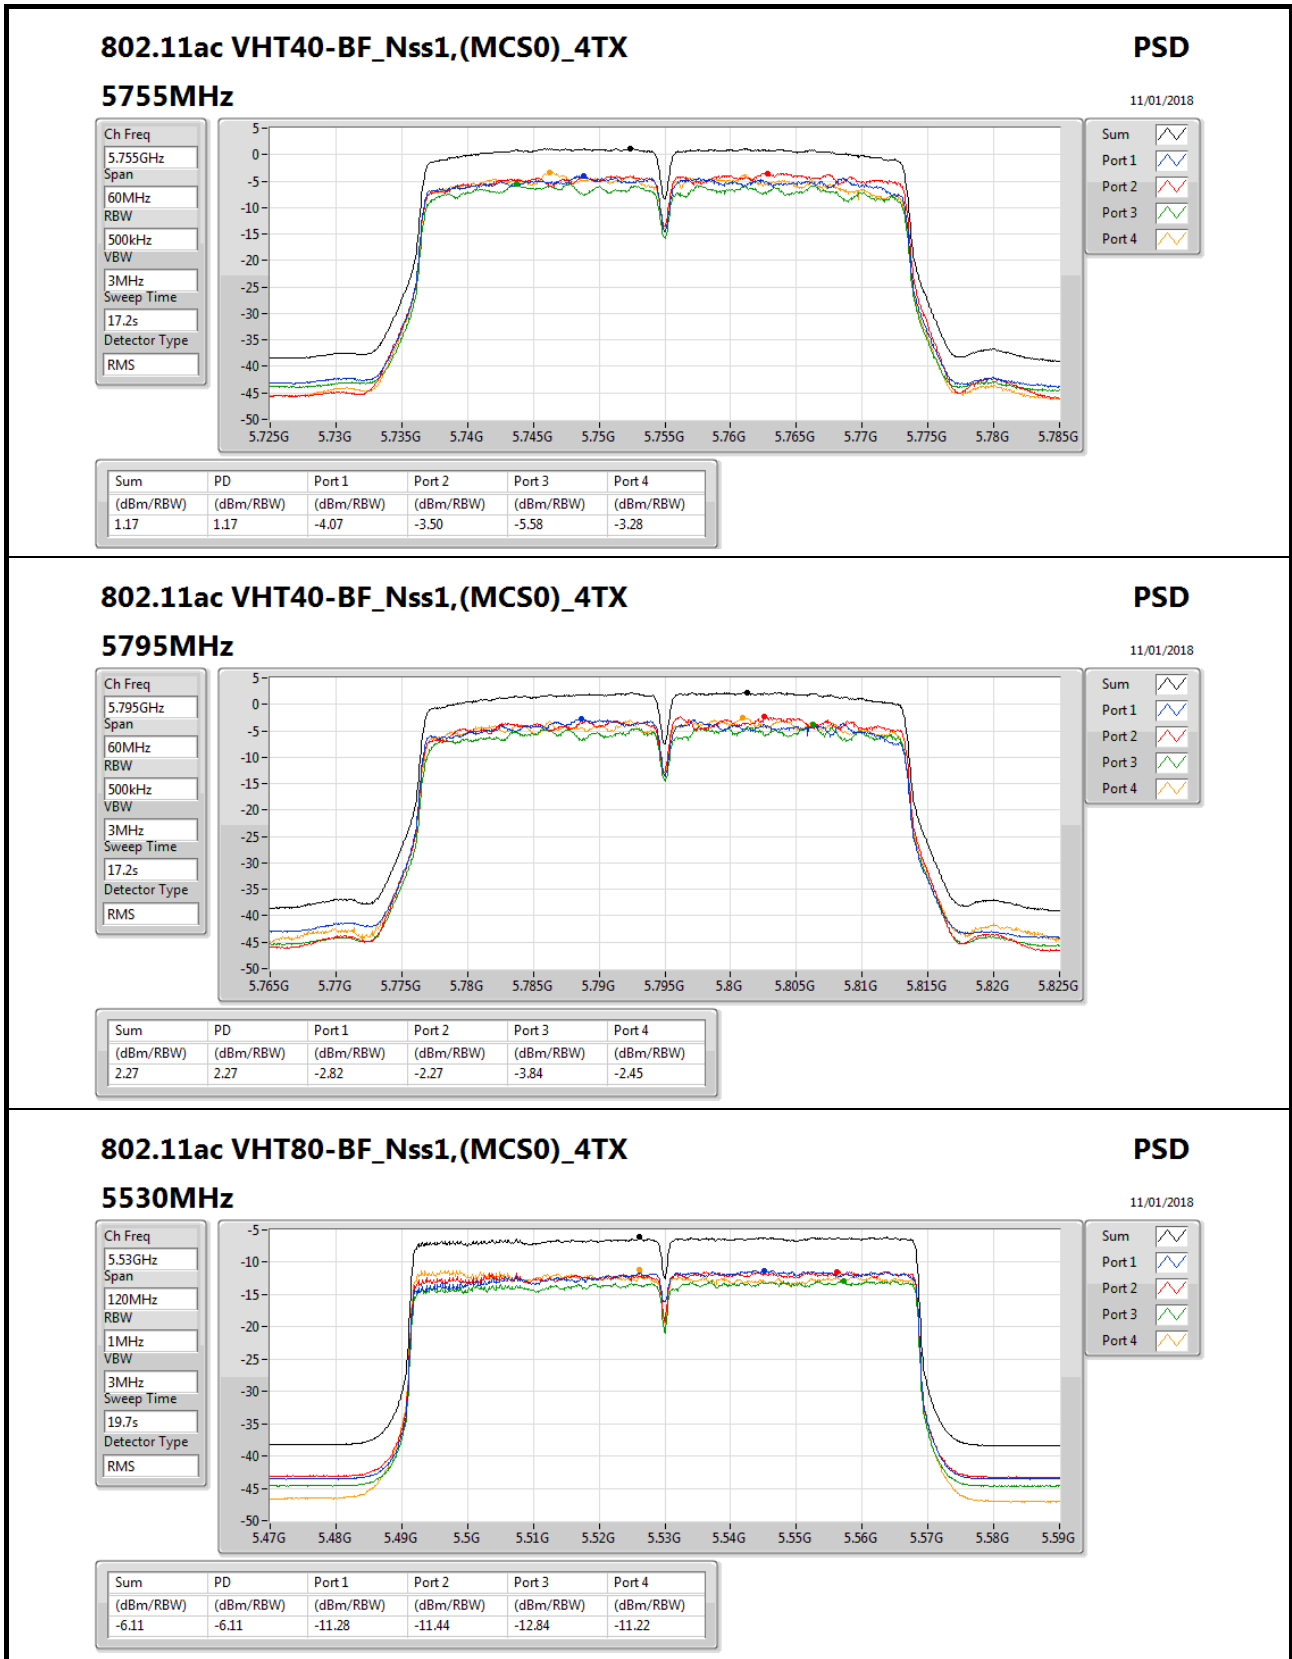 802.11ac VHT40-BF_Nss1,(MCS0)_4TX PSD
5755MHz 11/01/2018
Ch Freq
5.755GHz
Span
60MHz
RBW
500kHz
VBW
3MHz
Sweep Time
17.2s
Detector Type
RMS
5
0
-5
-10
-15
-20
-25
-30
-35
-40
-45
-50
5.725G 5.73G 5.735G 5.74G 5.745G 5.75G 5.755G 5.76G 5.765G 5.77G 5.775G 5.78G 5.785G
Sum
Port 1
Port 2
Port 3
Port 4
Sum PD Port 1 Port 2 Port 3 Port 4
(dBm/RBW) (dBm/RBW) (dBm/RBW) (dBm/RBW) (dBm/RBW) (dBm/RBW)
1.17 1.17 -4.07 -3.50 -5.58 -3.28
802.11ac VHT40-BF_Nss1,(MCS0)_4TX PSD
5795MHz 11/01/2018
Ch Freq
5.795GHz
Span
60MHz
RBW
500kHz
VBW
3MHz
Sweep Time
17.2s
Detector Type
RMS
5
0
-5
-10
-15
-20
-25
-30
-35
-40
-45
-50
5.765G 5.77G 5.775G 5.78G 5.785G 5.79G 5.795G 5.8G 5.805G 5.81G 5.815G 5.82G 5.825G
Sum
Port 1
Port 2
Port 3
Port 4
Sum PD Port 1 Port 2 Port 3 Port 4
(dBm/RBW) (dBm/RBW) (dBm/RBW) (dBm/RBW) (dBm/RBW) (dBm/RBW)
2.27 2.27 -2.82 -2.27 -3.84 -2.45
802.11ac VHT80-BF_Nss1,(MCS0)_4TX PSD
5530MHz 11/01/2018
Ch Freq
5.53GHz
Span
120MHz
RBW
1MHz
VBW
3MHz
Sweep Time
19.7s
Detector Type
RMS
-5
-10
-15
-20
-25
-30
-35
-40
-45
-50
5.47G 5.48G 5.49G 5.5G 5.51G 5.52G 5.53G 5.54G 5.55G 5.56G 5.57G 5.58G 5.59G
Sum
Port 1
Port 2
Port 3
Port 4
Sum PD Port 1 Port 2 Port 3 Port 4
(dBm/RBW) (dBm/RBW) (dBm/RBW) (dBm/RBW) (dBm/RBW) (dBm/RBW)
-6.11 -6.11 -11.28 -11.44 -12.84 -11.22